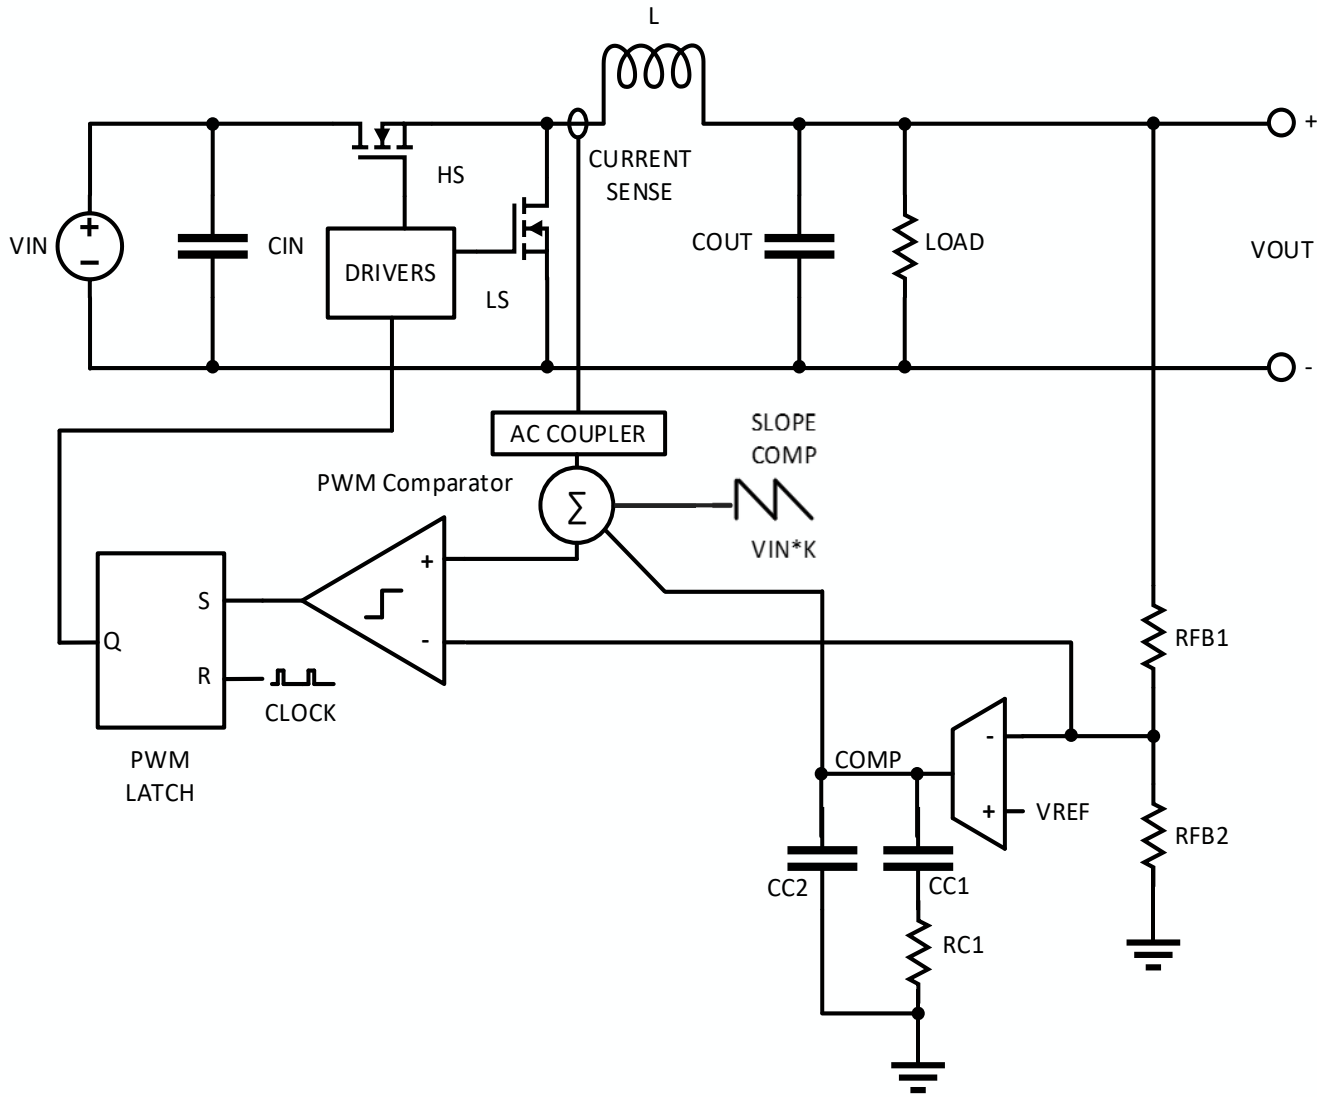 L
+
HS
CURRENT
SENSE
VIN
+
−
CIN
DRIVERS
LS
COUT
LOAD
VOUT
-
AC COUPLER
SLOPE
COMP
PWM Comparator
Σ
VIN*K
+
-
S
Q
R
CLOCK
PWM
LATCH
RFB1
-
COMP
+
VREF
RFB2
CC2
CC1
RC1